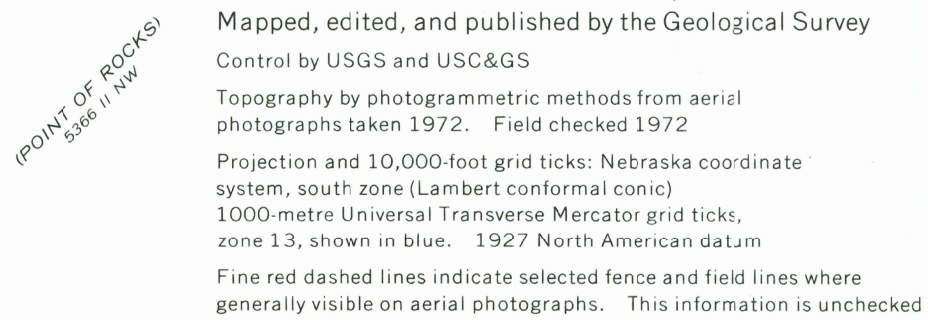 (POINT OF ROCKS)
5366 II NW
Mapped, edited, and published by the Geological Survey
Control by USGS and USC&GS
Topography by photogrammetric methods from aerial
photographs taken 1972. Field checked 1972
Projection and 10,000-foot grid ticks: Nebraska coordinate
system, south zone (Lambert conformal conic)
1000-metre Universal Transverse Mercator grid ticks,
zone 13, shown in blue. 1927 North American datum
Fine red dashed lines indicate selected fence and field lines where
generally visible on aerial photographs. This information is unchecked